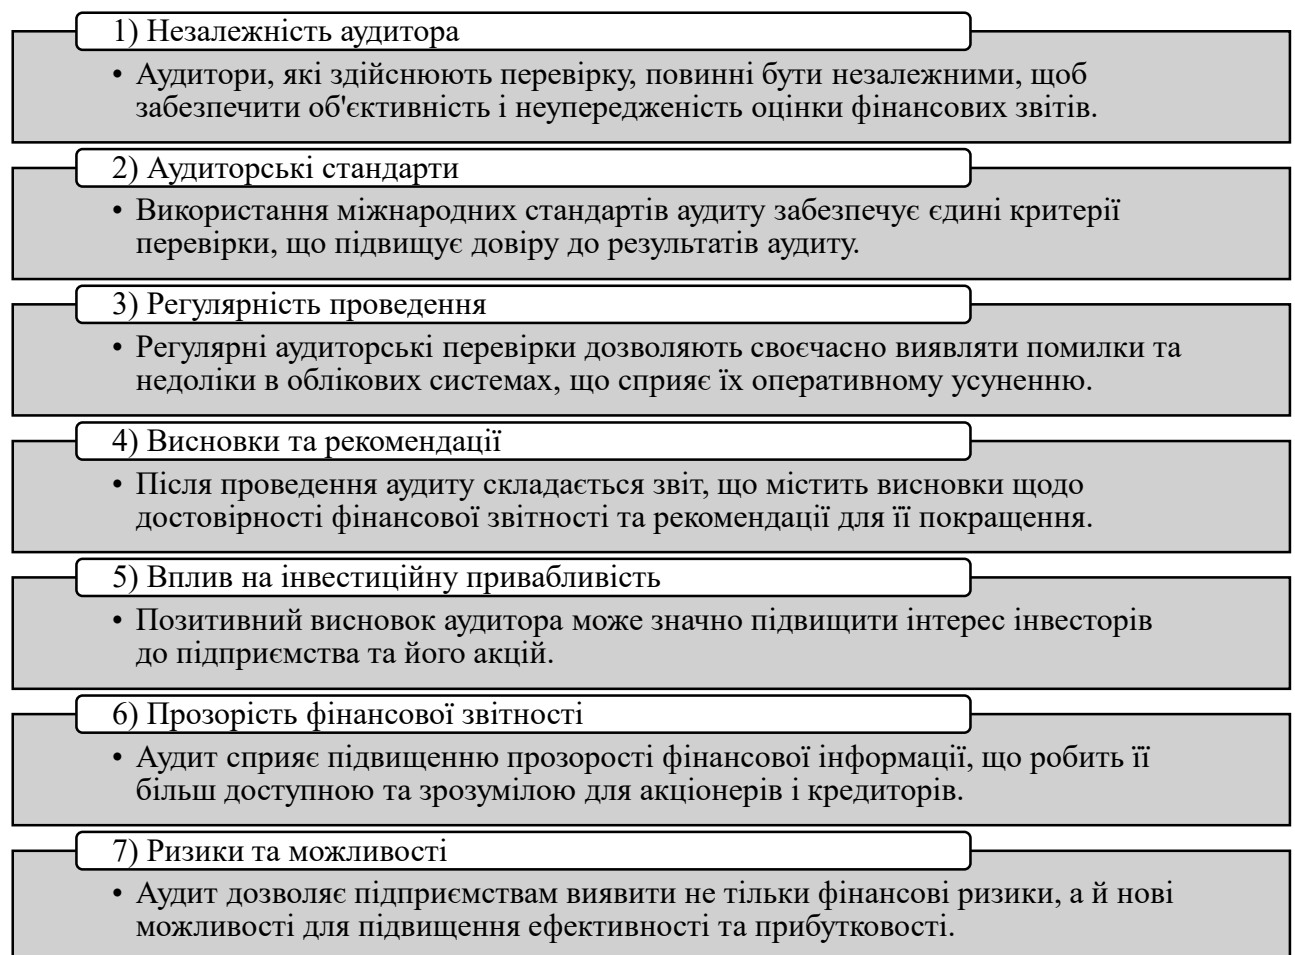 1) Незалежність аудитора
• Аудитори, які здійснюють перевірку, повинні бути незалежними, щоб
забезпечити об'єктивність і неупередженість оцінки фінансових звітів.
2) Аудиторські стандарти
• Використання міжнародних стандартів аудиту забезпечує єдині критерії
перевірки, що підвищує довіру до результатів аудиту.
3) Регулярність проведення
• Регулярні аудиторські перевірки дозволяють своєчасно виявляти помилки та
недоліки в облікових системах, що сприяє їх оперативному усуненню.
4) Висновки та рекомендації
• Після проведення аудиту складається звіт, що містить висновки щодо
достовірності фінансової звітності та рекомендації для її покращення.
5) Вплив на інвестиційну привабливість
• Позитивний висновок аудитора може значно підвищити інтерес інвесторів
до підприємства та його акцій.
6) Прозорість фінансової звітності
• Аудит сприяє підвищенню прозорості фінансової інформації, що робить її
більш доступною та зрозумілою для акціонерів і кредиторів.
7) Ризики та можливості
• Аудит дозволяє підприємствам виявити не тільки фінансові ризики, а й нові
можливості для підвищення ефективності та прибутковості.